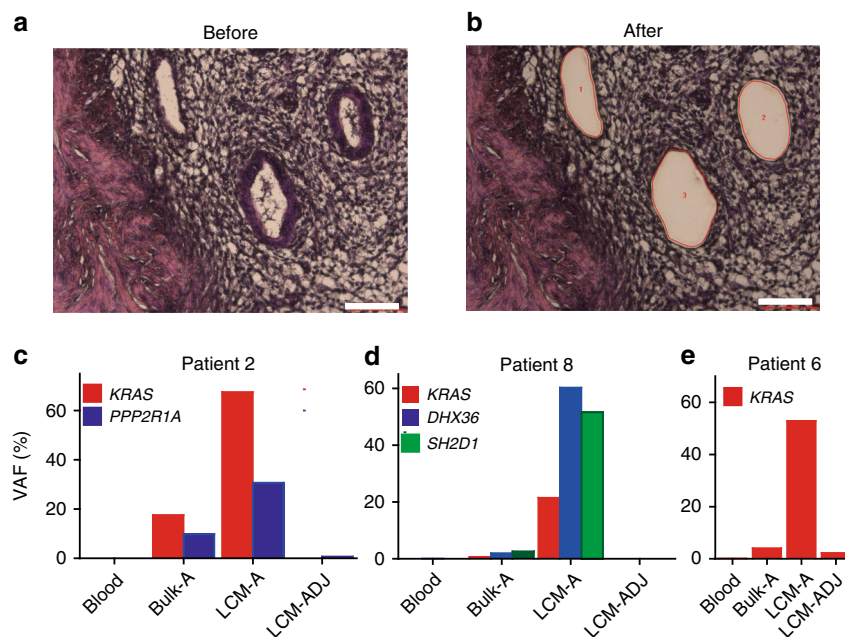 a
Before
b
After
1
2
3
c
Patient 2
KRAS
PPP2R1A
VAF (%)
60
40
20
0
Blood
Bulk-A
LCM-A
LCM-ADJ
d
Patient 8
KRAS
DHX36
SH2D1
60
40
20
0
Blood
Bulk-A
LCM-A
LCM-ADJ
e
Patient 6
KRAS
60
40
20
0
Blood
Bulk-A
LCM-A
LCM-ADJ